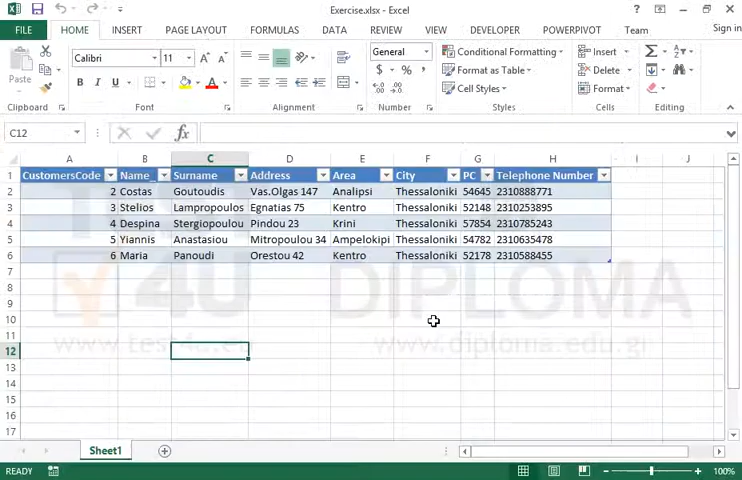 Exercise.xlsx - Excel
Sign in
FILE HOME INSERT PAGE LAYOUT FORMULAS DATA REVIEW VIEW DEVELOPER POWERPIVOT Team
Paste
Calibri 11
B I U
General
$ % ,
Conditional Formatting
Format as Table
Cell Styles
Insert
Delete
Format
Clipboard Font Alignment Number Styles Cells Editing
C12 fx
A B C D E F G H I J
1 CustomersCode Name_ Surname Address Area City PC Telephone Number
2 2 Costas Goutoudis Vas.Olgas 147 Analipsi Thessaloniki 54645 2310888771
3 3 Stelios Lampropoulos Egnatias 75 Kentro Thessaloniki 52148 2310253895
4 4 Despina Stergiopoulou Pindou 23 Krini Thessaloniki 57854 2310785243
5 5 Yiannis Anastasiou Mitropoulou 34 Ampelokipi Thessaloniki 54782 2310635478
6 6 Maria Panoudi Orestou 42 Kentro Thessaloniki 52178 2310588455
7
8
9
10
11
12
13
14
15
16
17
4U DIPLOMA
www.test4u.eu www.diploma.edu.gr
Sheet1
READY 100%